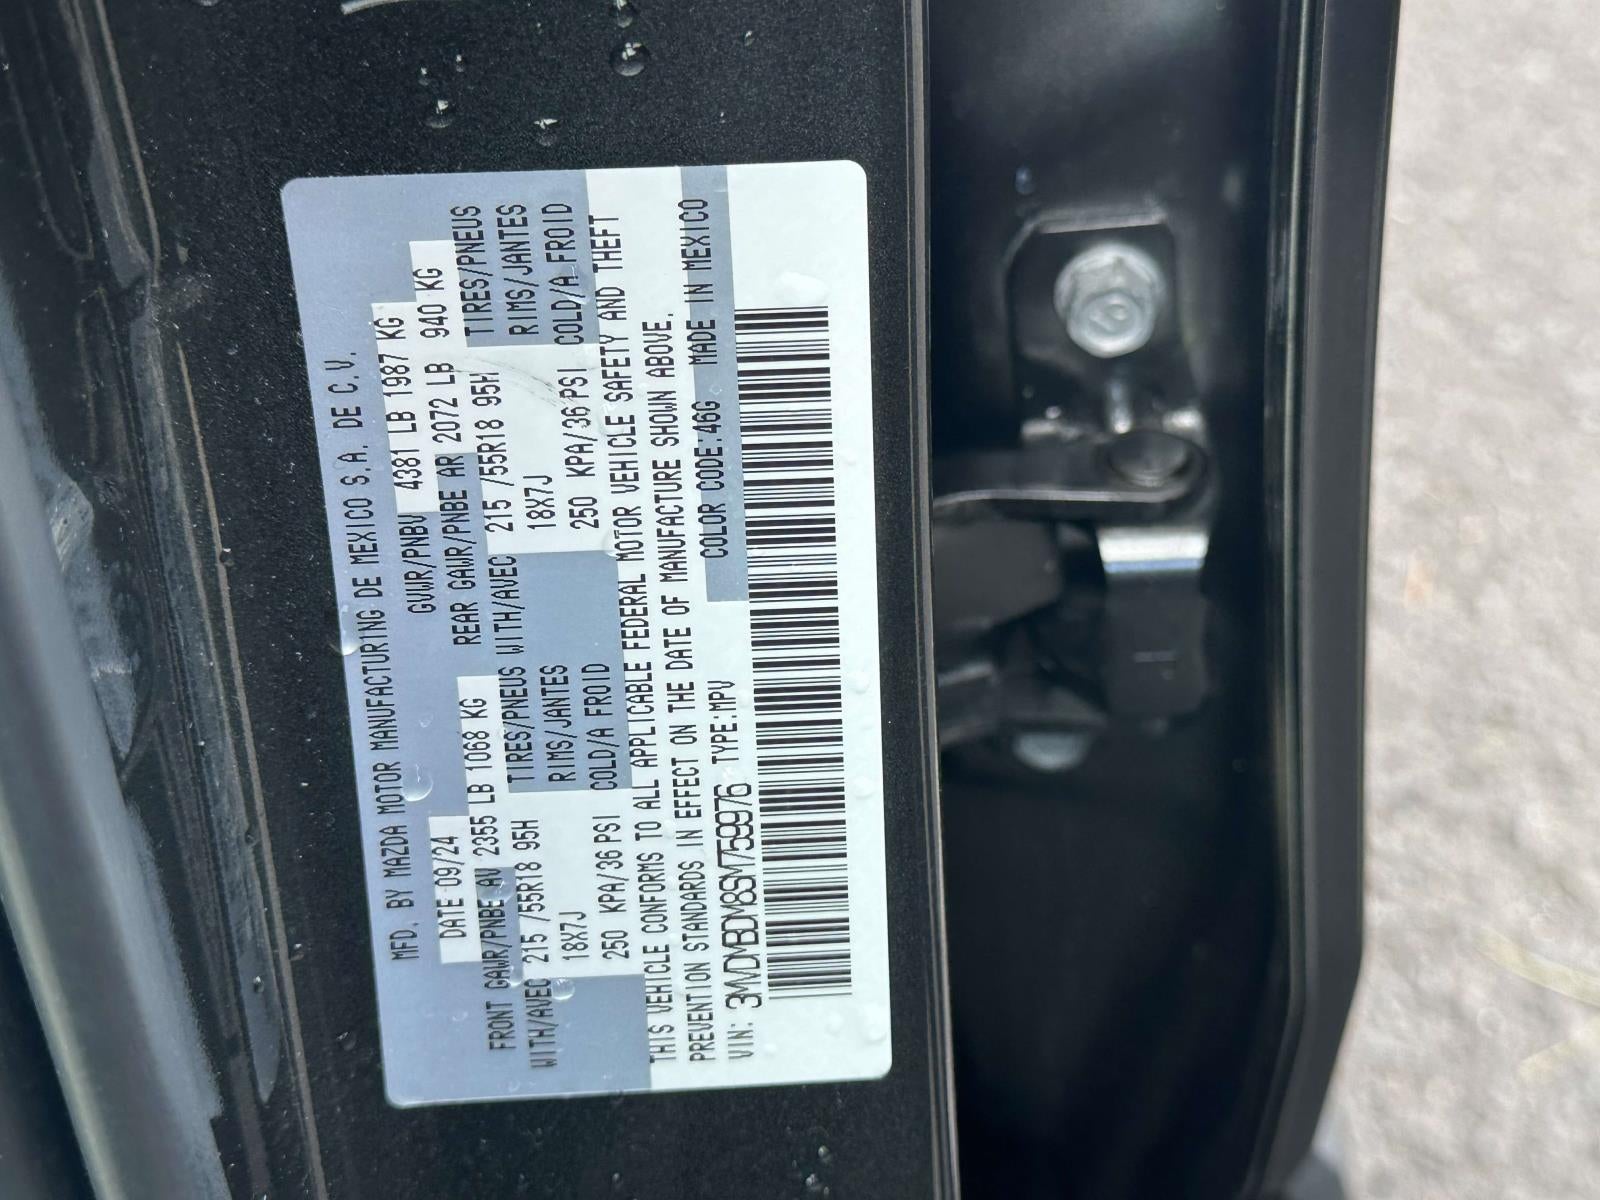 MFD. BY MAZDA MOTOR MANUFACTURING DE MEXICO S.A. DE C.V.
DATE 09/24 GVWR/PNBV 4381 LB 1987 KG
FRONT GAWR/PNBE AV 2355 LB 1068 KG REAR GAWR/PNBE AR 2072 LB 940 KG
WITH/AVEC 215 /55R18 95H TIRES/PNEUS WITH/AVEC 215 /55R18 95H TIRES/PNEUS
18X7J RIMS/JANTES 18X7J RIMS/JANTES
250 KPA/36PSI COLD/A FROID 250 KPA/36PSI COLD/A FROID
THIS VEHICLE CONFORMS TO ALL APPLICABLE FEDERAL MOTOR VEHICLE SAFETY AND THEFT
PREVENTION STANDARDS IN EFFECT ON THE DATE OF MANUFACTURE SHOWN ABOVE.
VIN: 3MVDMBDM8SM759976 TYPE:MPV COLOR CODE:46G MADE IN MEXICO